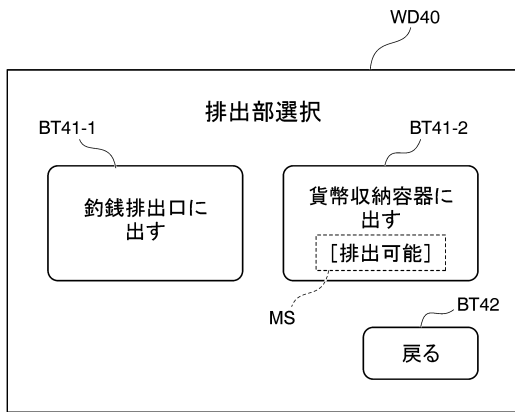 WD40
排出部選択
BT41-1
BT41-2
釣銭排出口に
出す
貨幣収納容器に
出す
[排出可能]
MS
BT42
戻る